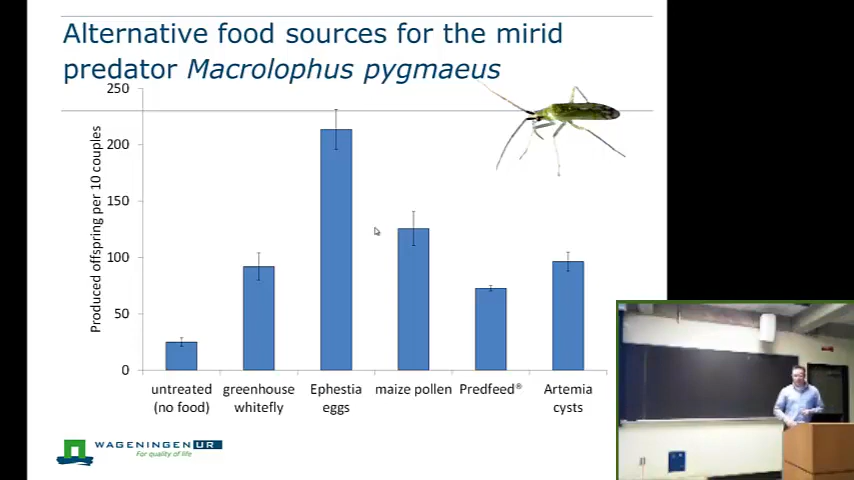 Alternative food sources for the mirid
predator Macrolophus pygmaeus
250
200
150
100
50
0
Produced offspring per 10 couples
untreated
(no food)
greenhouse
whitefly
Ephestia
eggs
maize pollen
Predfeed®
Artemia
cysts
WAGENINGEN UR
For quality of life